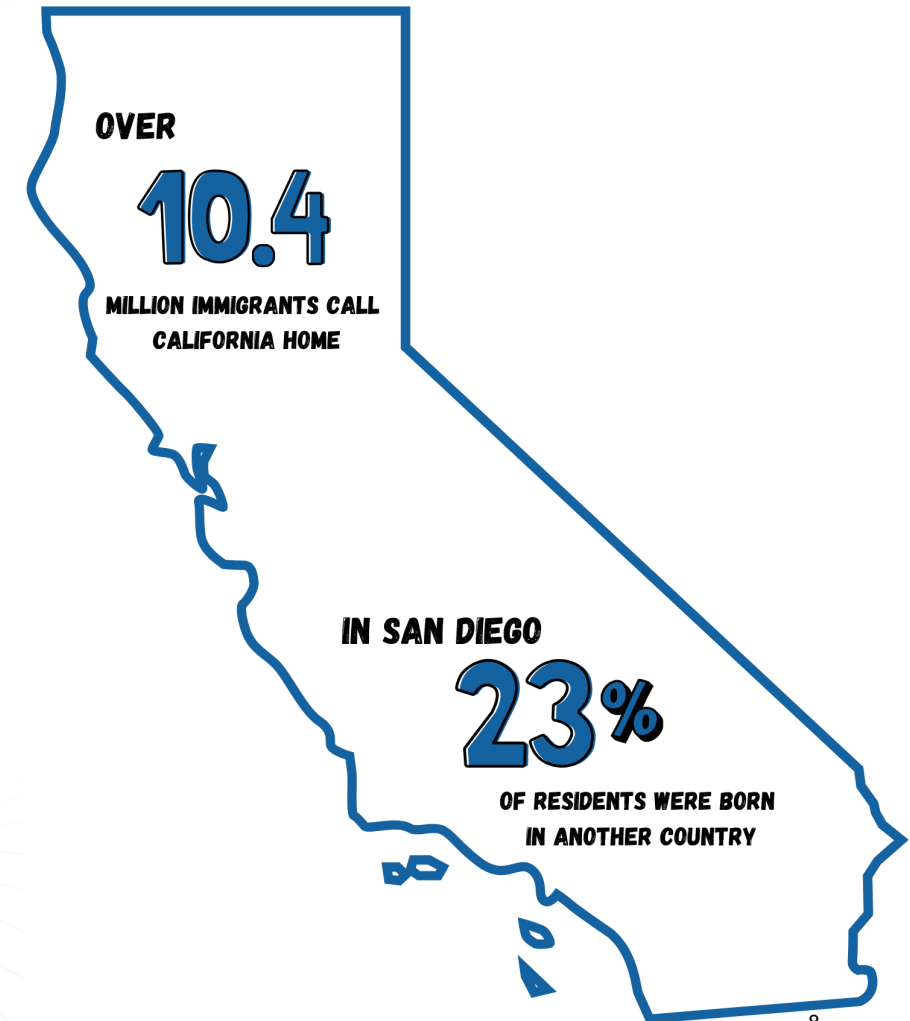 OVER
10.4
MILLION IMMIGRANTS CALL
CALIFORNIA HOME
IN SAN DIEGO
23%
OF RESIDENTS WERE BORN
IN ANOTHER COUNTRY